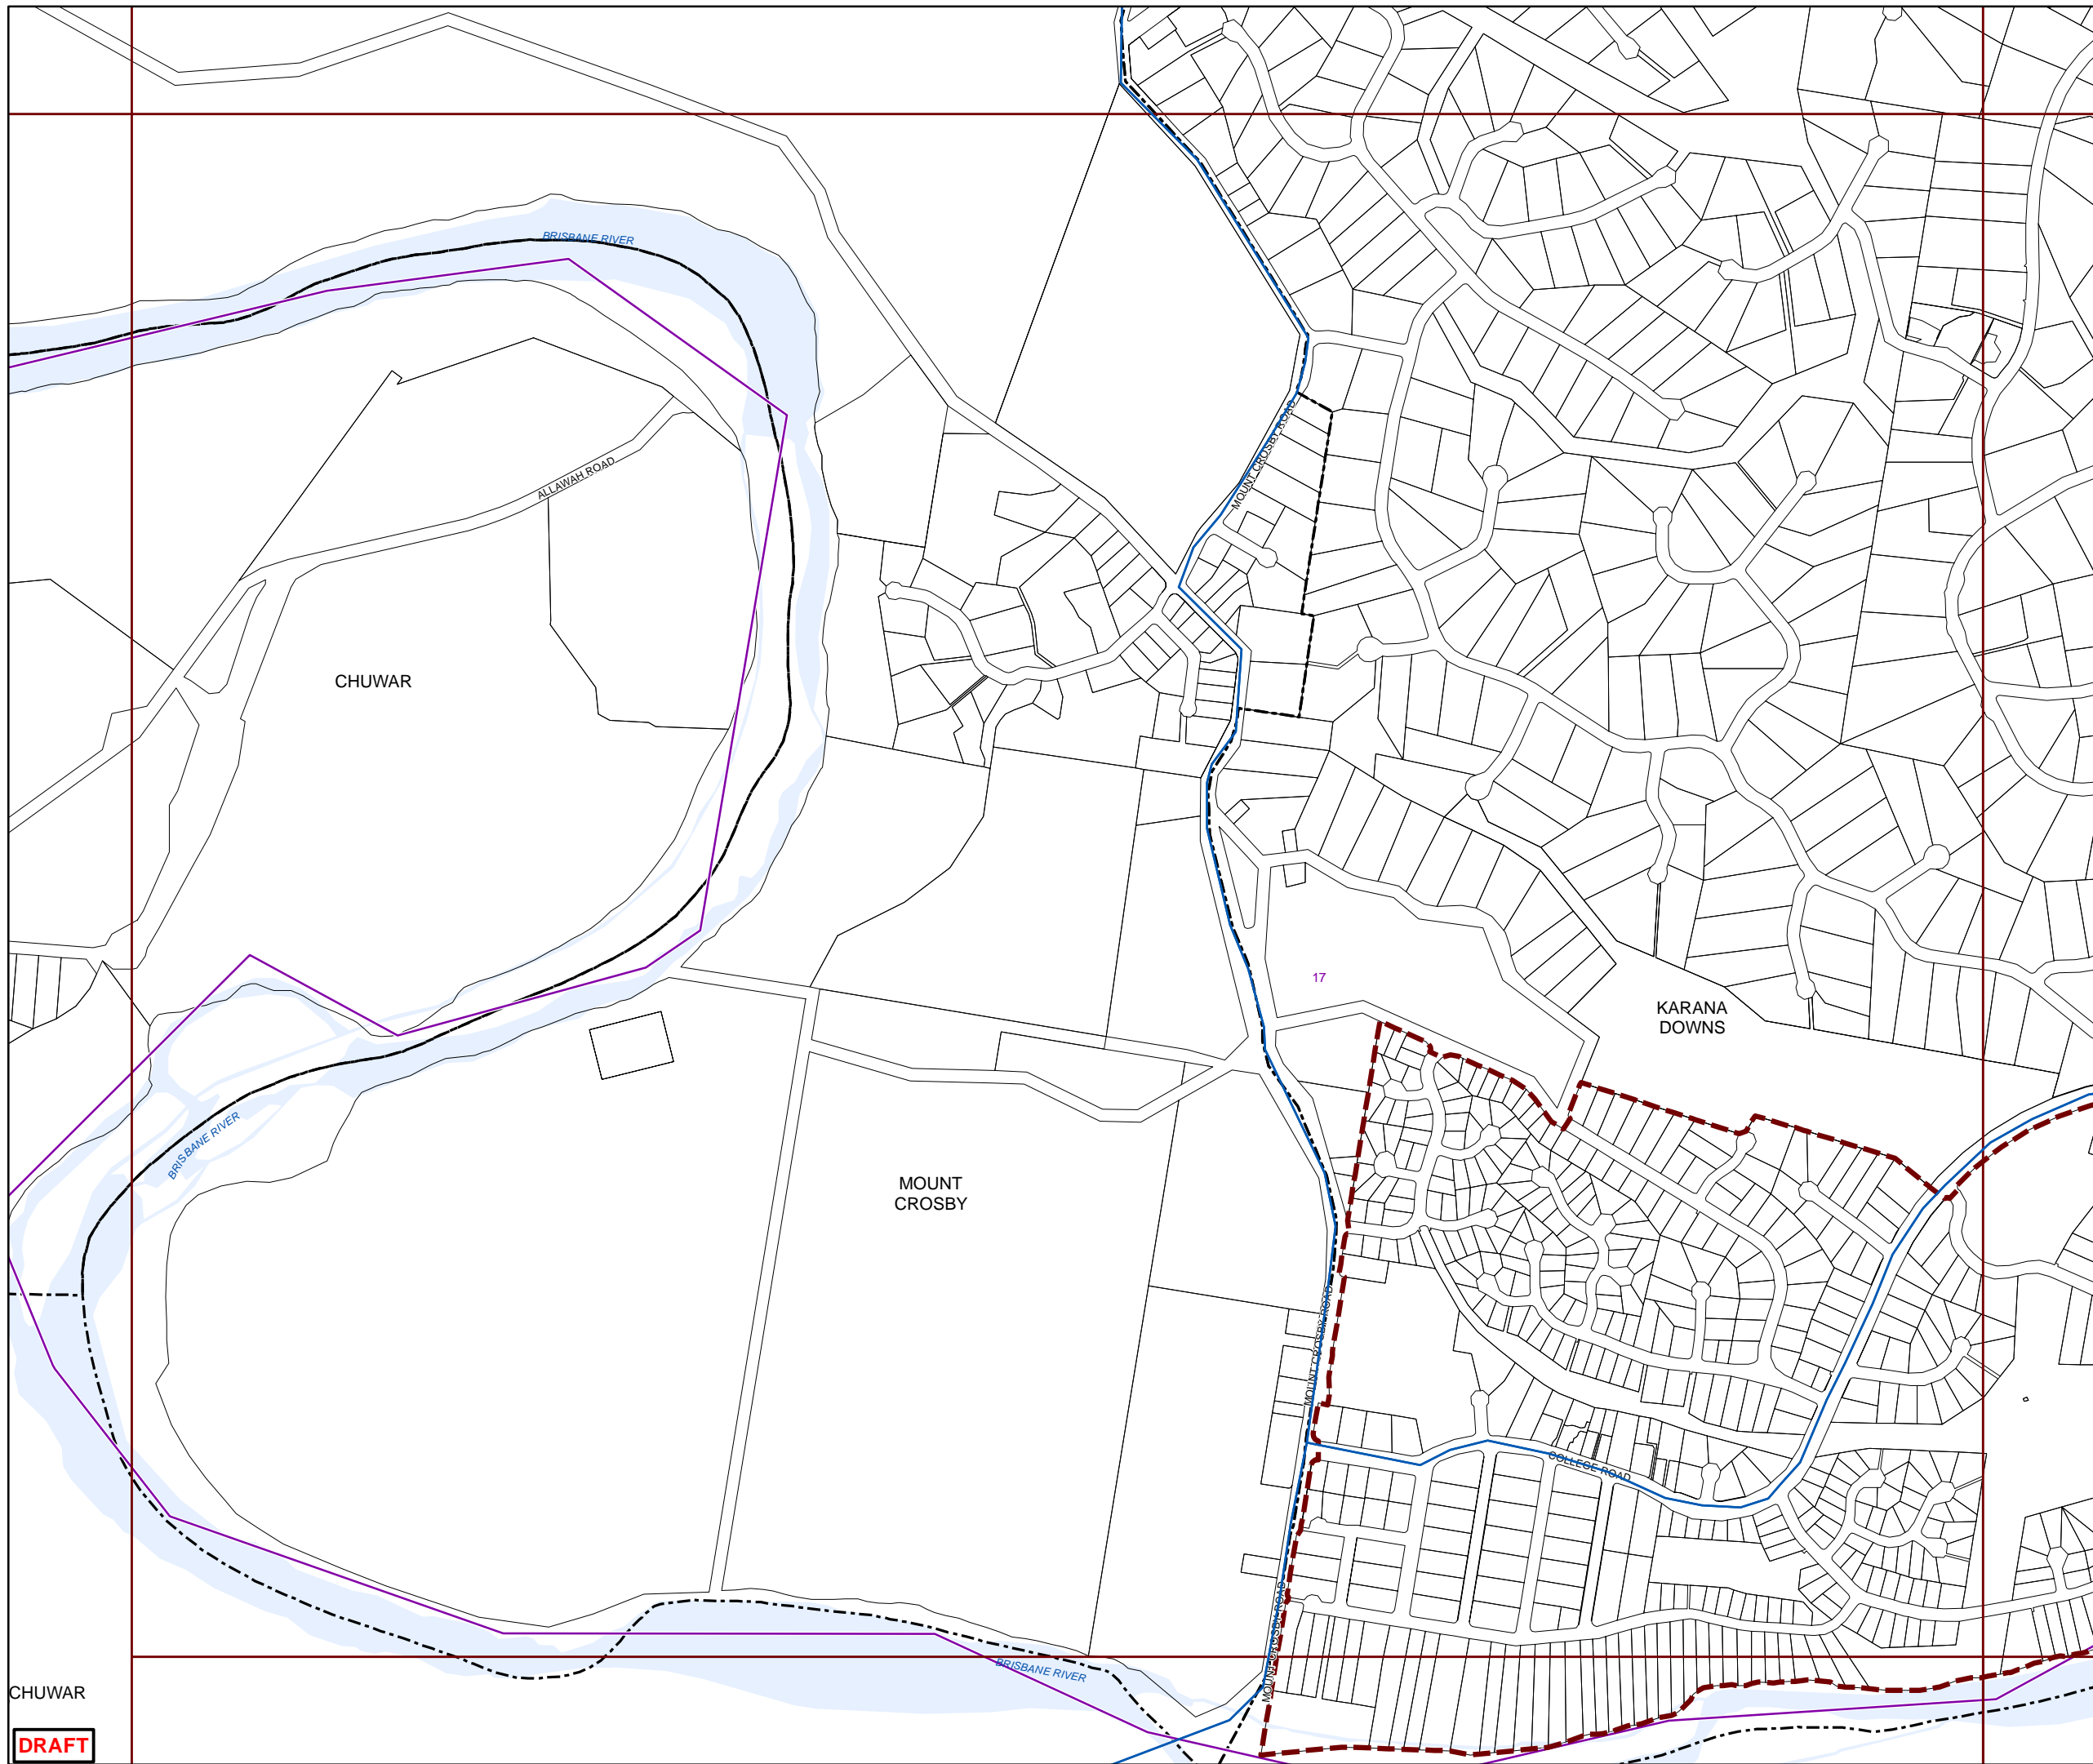 BRISBANE RIVER
MOUNT CROSBY ROAD
ALLAWAH ROAD
CHUWAR
17
KARANA
DOWNS
BRISBANE RIVER
MOUNT
CROSBY
MOUNT CROSBY ROAD
COLLEGE ROAD
MOUNT CROSBY ROAD
BRISBANE RIVER
CHUWAR
DRAFT